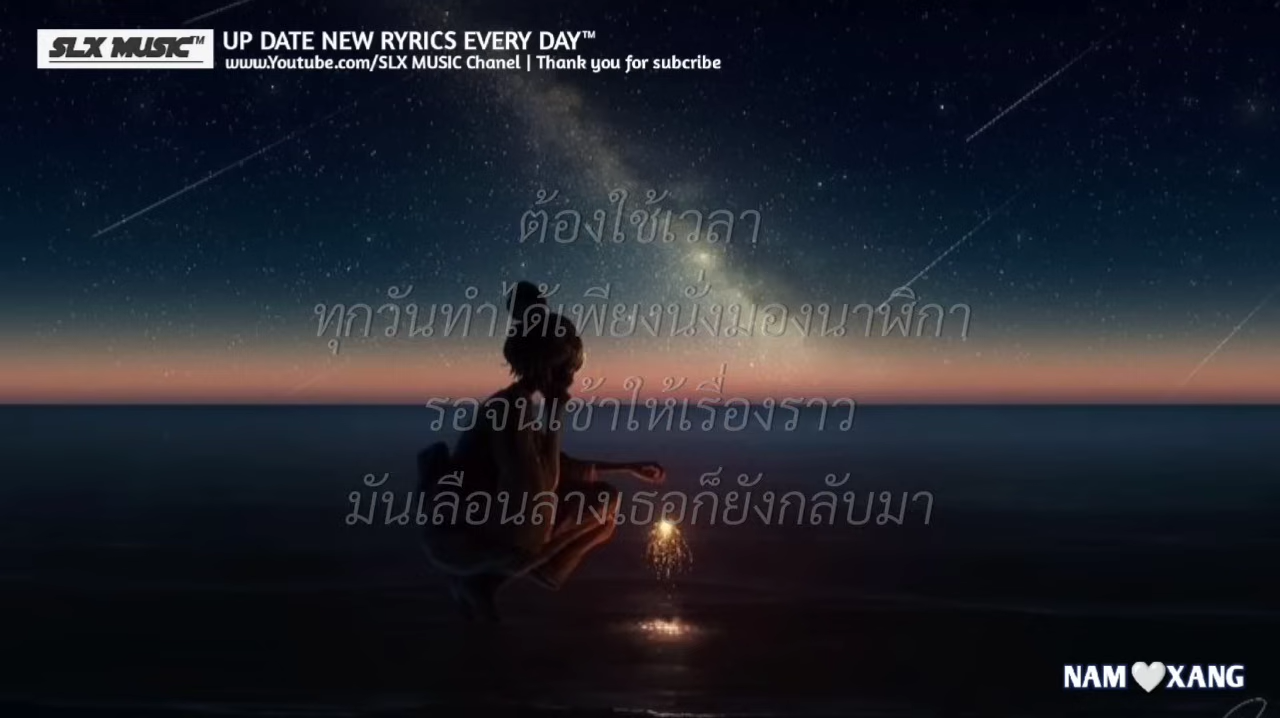 SLX MUSIC™
UP DATE NEW RYRICS EVERY DAY™
www.Youtube.com/SLX MUSIC Chanel | Thank you for subcribe
ต้องใช้เวลา
ทุกวันทำได้เพียงนั่งมองนาฬิกา
รอจนเช้าให้เรื่องราว
มันเลือนลางเธอก็ยังกลับมา
NAM🤍XANG